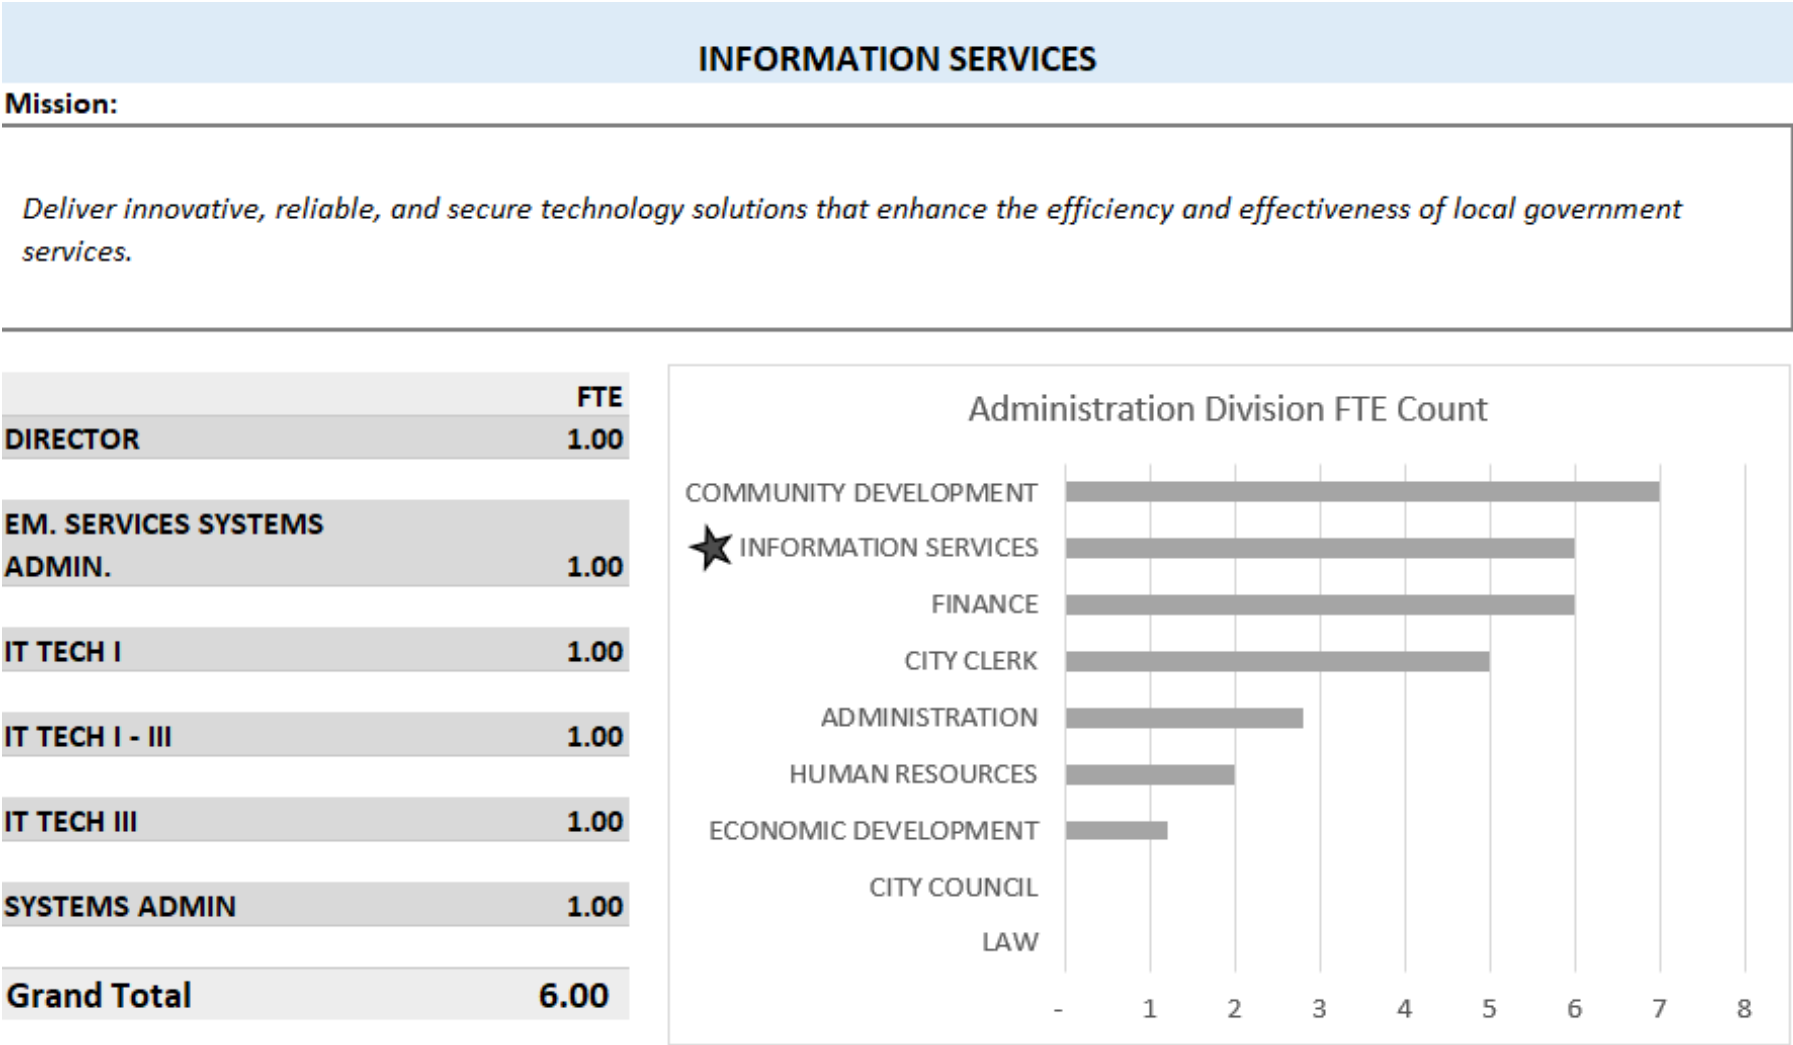 INFORMATION SERVICES
Mission:
Deliver innovative, reliable, and secure technology solutions that enhance the efficiency and effectiveness of local government
services.
FTE
DIRECTOR 1.00
EM. SERVICES SYSTEMS
ADMIN. 1.00
IT TECH I 1.00
IT TECH I - III 1.00
IT TECH III 1.00
SYSTEMS ADMIN 1.00
Grand Total 6.00
Administration Division FTE Count
COMMUNITY DEVELOPMENT
INFORMATION SERVICES
FINANCE
CITY CLERK
ADMINISTRATION
HUMAN RESOURCES
ECONOMIC DEVELOPMENT
CITY COUNCIL
LAW
- 1 2 3 4 5 6 7 8